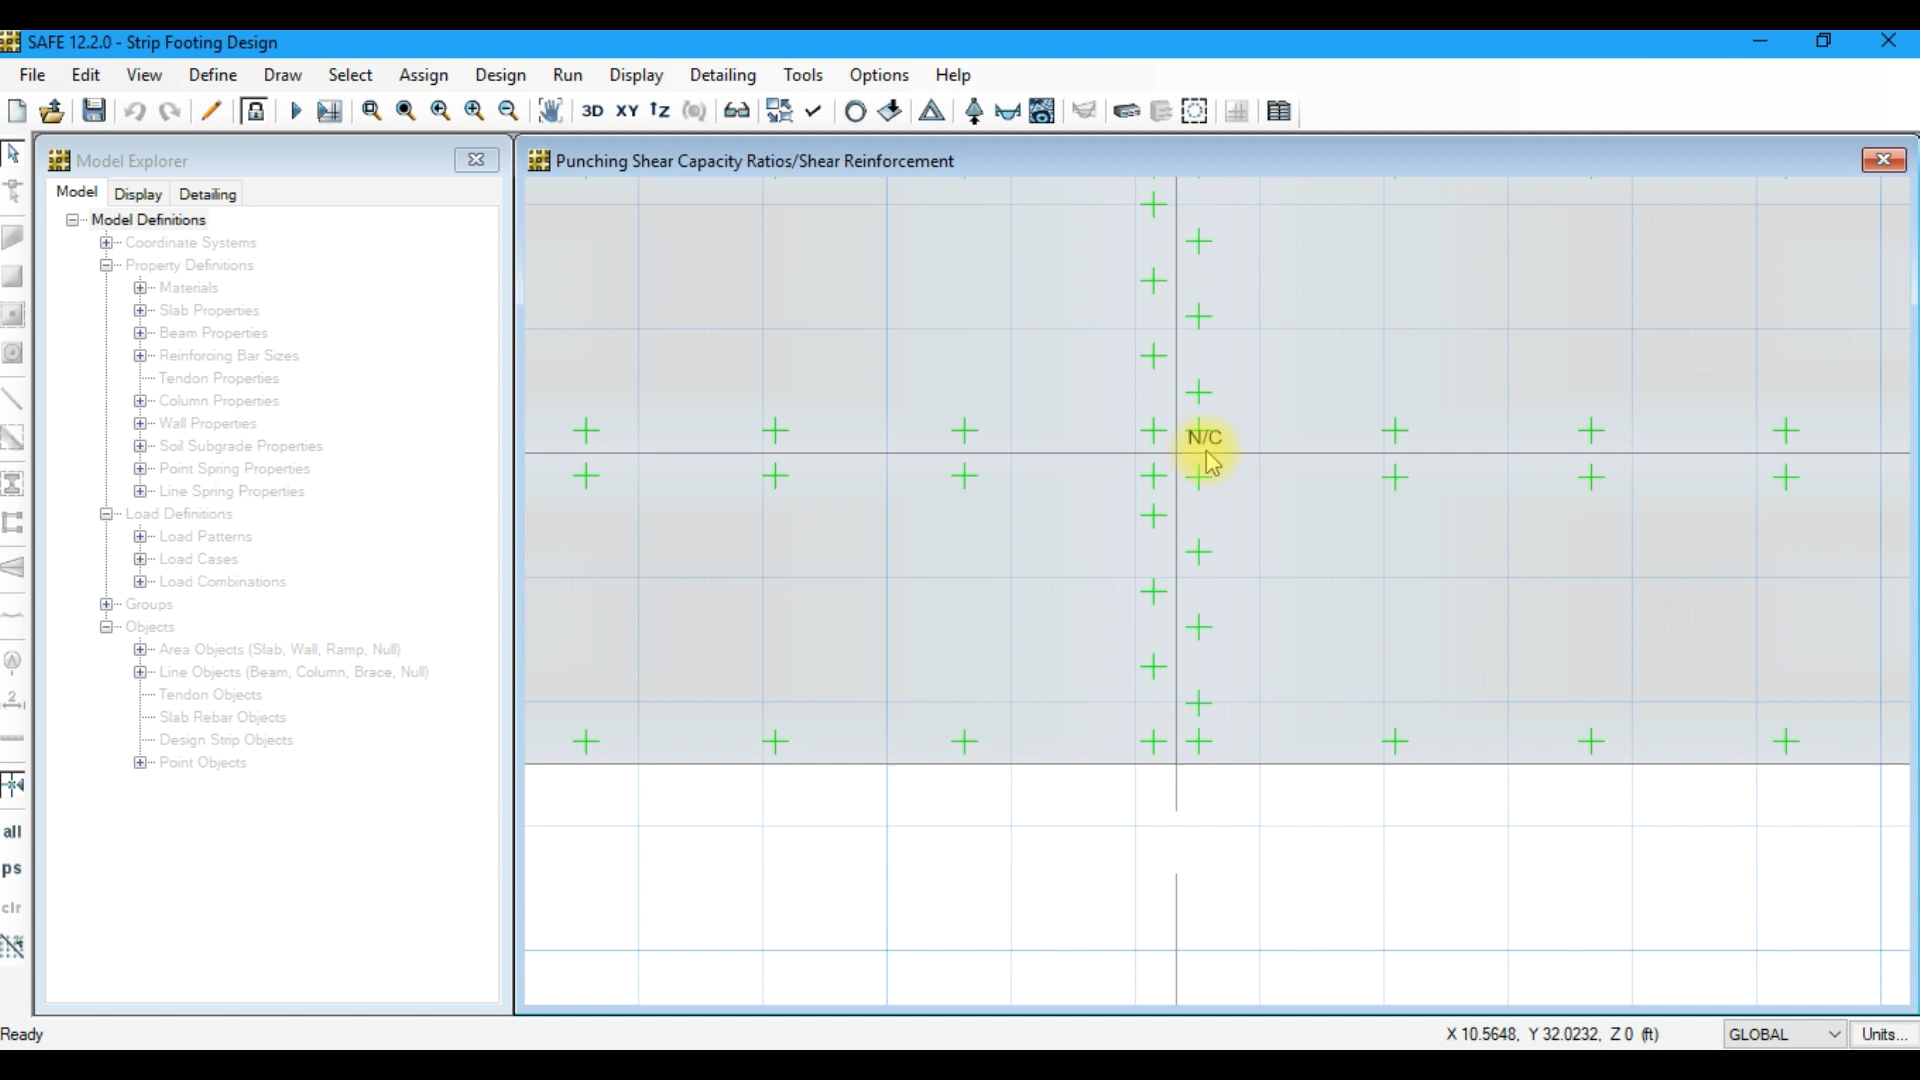 SAFE 12.2.0 - Strip Footing Design
File Edit View Define Draw Select Assign Design Run Display Detailing Tools Options Help
3D XY
Model Explorer
Punching Shear Capacity Ratios/Shear Reinforcement
Model Display Detailing
Model Definitions
Coordinate Systems
Property Definitions
Materials
Slab Properties
Beam Properties
Reinforcing Bar Sizes
Tendon Properties
Column Properties
Wall Properties
Soil Subgrade Properties
Point Spring Properties
Line Spring Properties
Load Definitions
Load Patterns
Load Cases
Load Combinations
Groups
Objects
Area Objects (Slab, Wall, Ramp, Null)
Line Objects (Beam, Column, Brace, Null)
Tendon Objects
Slab Rebar Objects
Design Strip Objects
Point Objects
N/C
2
all
ps
clr
Ready
X 10.5648, Y 32.0232, Z 0 (ft)
GLOBAL
Units...